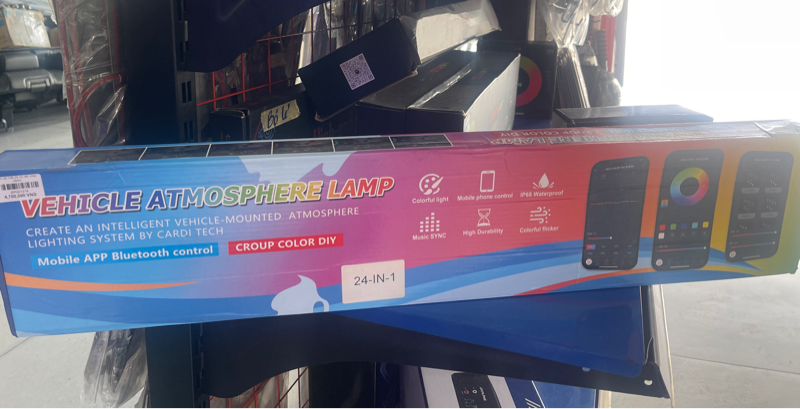 VEHICLE ATMOSPHERE LAMP
CREATE AN INTELLIGENT VEHICLE-MOUNTED ATMOSPHERE
LIGHTING SYSTEM BY CARDI TECH
Mobile APP Bluetooth control
CROUP COLOR DIY
24-IN-1
Colorful light
Mobile phone control
IP68 Waterproof
Music SYNC
High Durability
Colorful flicker